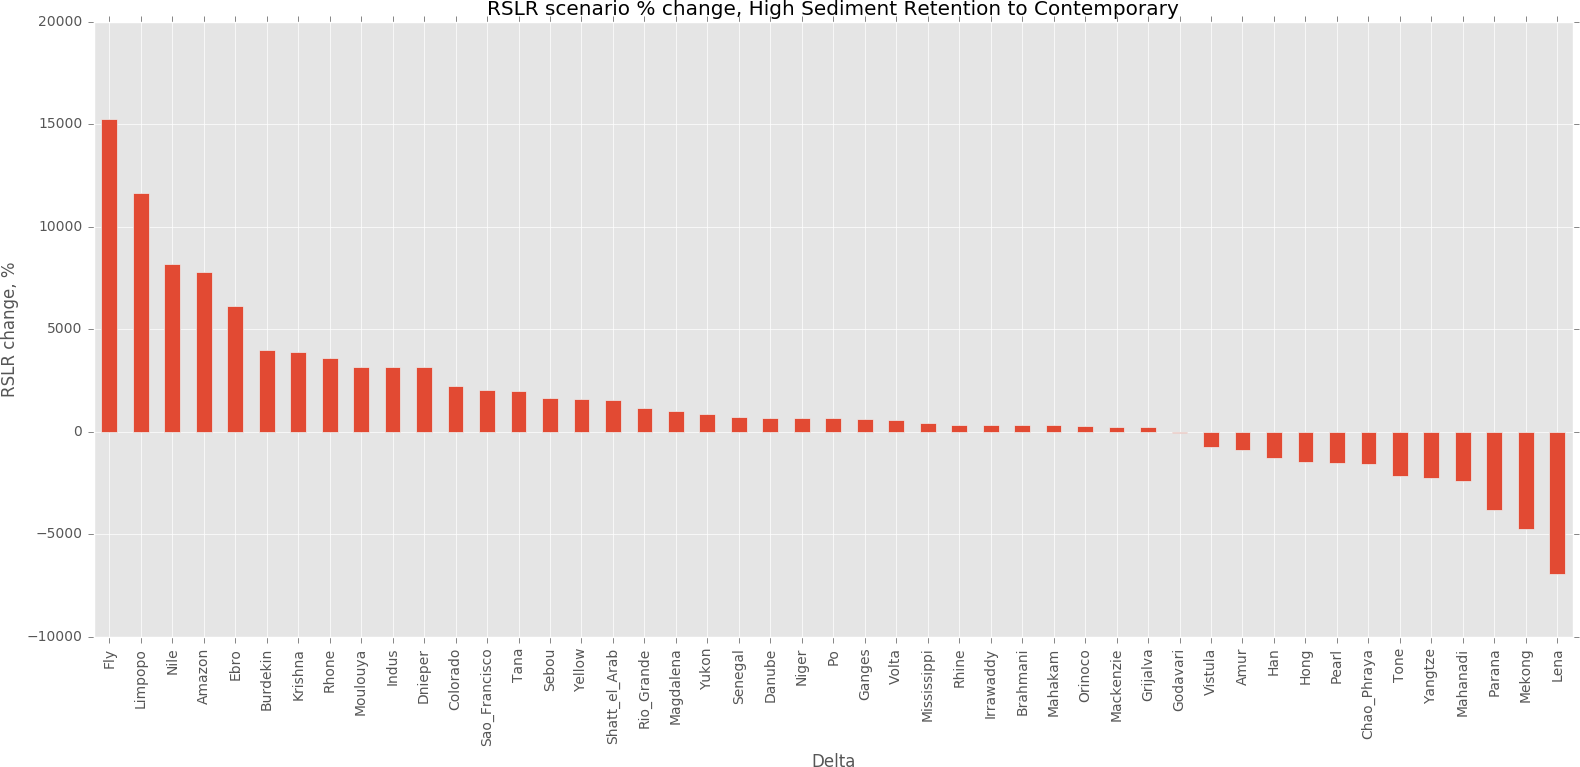 RSLR scenario % change, High Sediment Retention to Contemporary
20000
15000
10000
5000
0
−5000
−10000
RSLR change, %
Fly
Limpopo
Nile
Amazon
Ebro
Burdekin
Krishna
Rhone
Moulouya
Indus
Dnieper
Colorado
Sao_Francisco
Tana
Sebou
Yellow
Shatt_el_Arab
Rio_Grande
Magdalena
Yukon
Senegal
Danube
Niger
Po
Ganges
Volta
Mississippi
Rhine
Irrawaddy
Brahmani
Mahakam
Orinoco
Mackenzie
Grijalva
Godavari
Vistula
Amur
Han
Hong
Pearl
Chao_Phraya
Tone
Yangtze
Mahanadi
Parana
Mekong
Lena
Delta